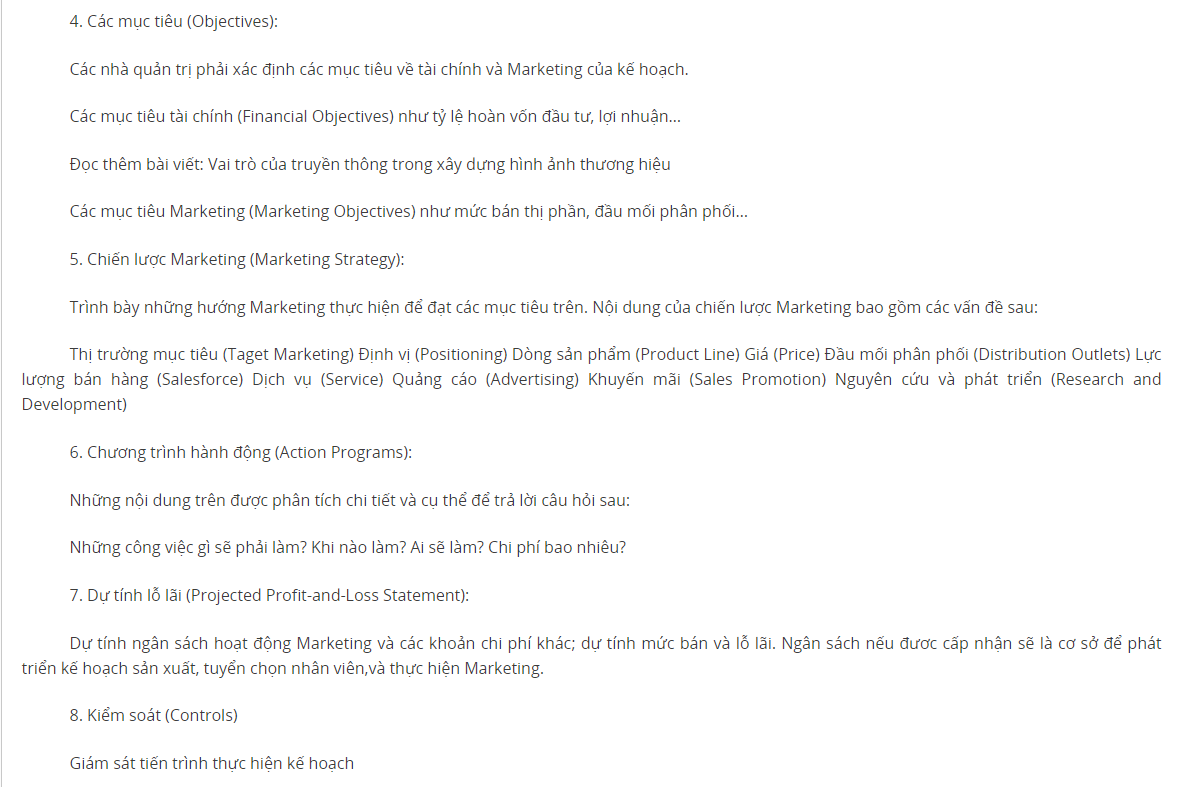 4. Các mục tiêu (Objectives):
Các nhà quản trị phải xác định các mục tiêu về tài chính và Marketing của kế hoạch.
Các mục tiêu tài chính (Financial Objectives) như tỷ lệ hoàn vốn đầu tư, lợi nhuận...
Đọc thêm bài viết: Vai trò của truyền thông trong xây dựng hình ảnh thương hiệu
Các mục tiêu Marketing (Marketing Objectives) như mức bán thị phần, đầu mối phân phối...
5. Chiến lược Marketing (Marketing Strategy):
Trình bày những hướng Marketing thực hiện để đạt các mục tiêu trên. Nội dung của chiến lược Marketing bao gồm các vấn đề sau:
Thị trường mục tiêu (Taget Marketing) Định vị (Positioning) Dòng sản phẩm (Product Line) Giá (Price) Đầu mối phân phối (Distribution Outlets) Lực
lượng bán hàng (Salesforce) Dịch vụ (Service) Quảng cáo (Advertising) Khuyến mãi (Sales Promotion) Nguyên cứu và phát triển (Research and
Development)
6. Chương trình hành động (Action Programs):
Những nội dung trên được phân tích chi tiết và cụ thể để trả lời câu hỏi sau:
Những công việc gì sẽ phải làm? Khi nào làm? Ai sẽ làm? Chi phí bao nhiêu?
7. Dự tính lỗ lãi (Projected Profit-and-Loss Statement):
Dự tính ngân sách hoạt động Marketing và các khoản chi phí khác; dự tính mức bán và lỗ lãi. Ngân sách nếu đươc cấp nhận sẽ là cơ sở để phát
triển kế hoạch sản xuất, tuyển chọn nhân viên,và thực hiện Marketing.
8. Kiểm soát (Controls)
Giám sát tiến trình thực hiện kế hoạch